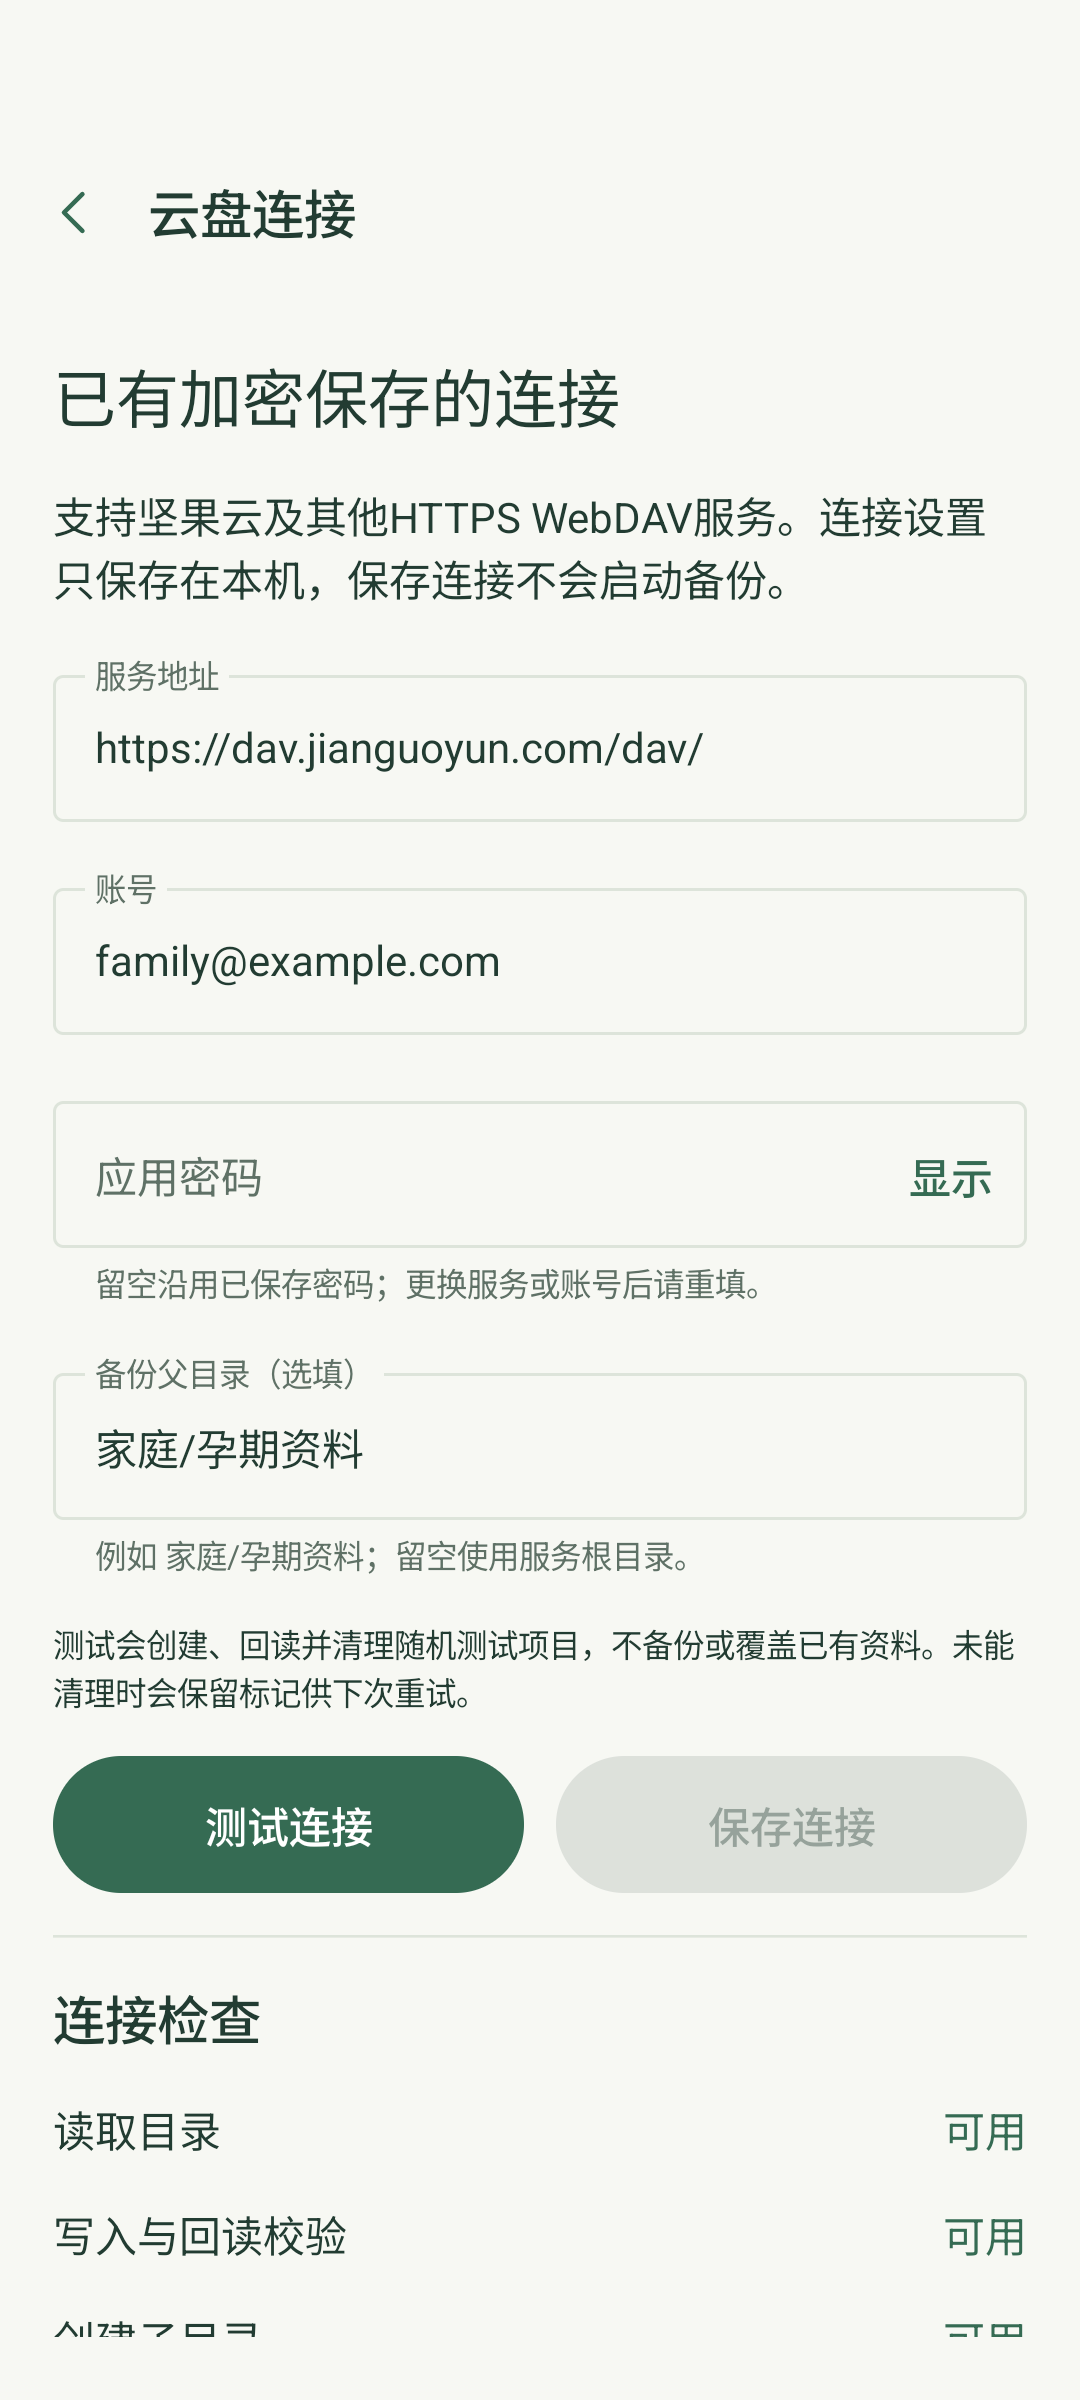 云盘连接
已有加密保存的连接
支持坚果云及其他HTTPS WebDAV服务。连接设置
只保存在本机，保存连接不会启动备份。
服务地址
https://dav.jianguoyun.com/dav/
账号
family@example.com
应用密码
显示
留空沿用已保存密码；更换服务或账号后请重填。
备份父目录（选填）
家庭/孕期资料
例如 家庭/孕期资料；留空使用服务根目录。
测试会创建、回读并清理随机测试项目，不备份或覆盖已有资料。未能
清理时会保留标记供下次重试。
测试连接
保存连接
连接检查
读取目录
可用
写入与回读校验
可用